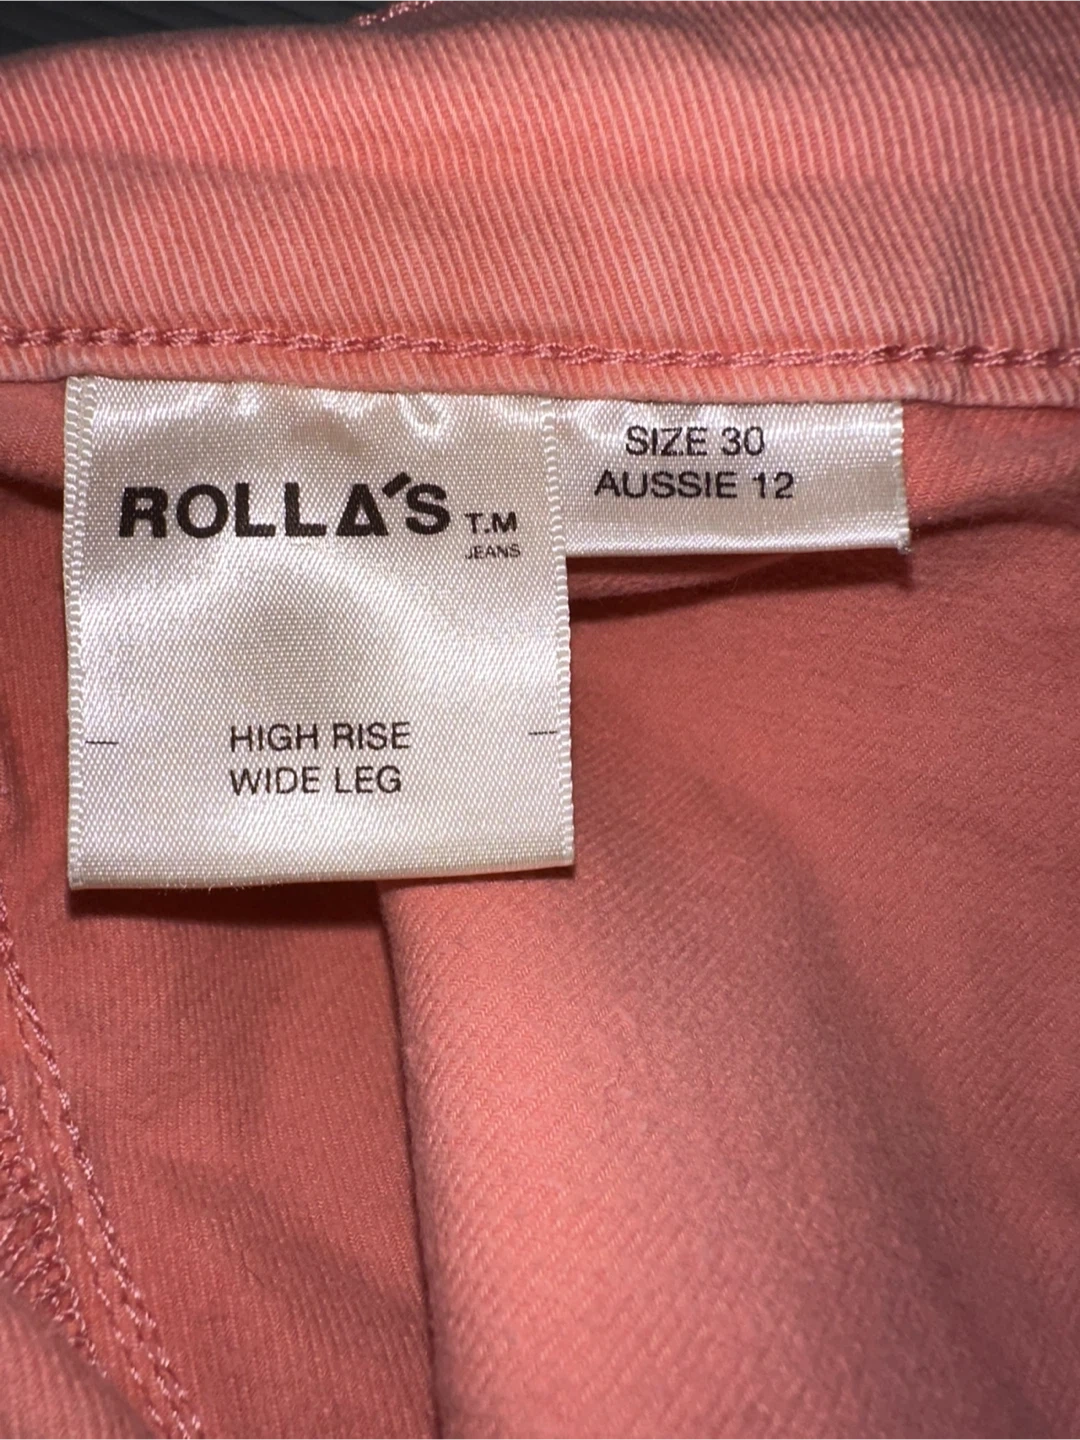 ROLLA'S T.M
JEANS
HIGH RISE
WIDE LEG
SIZE 30
AUSSIE 12